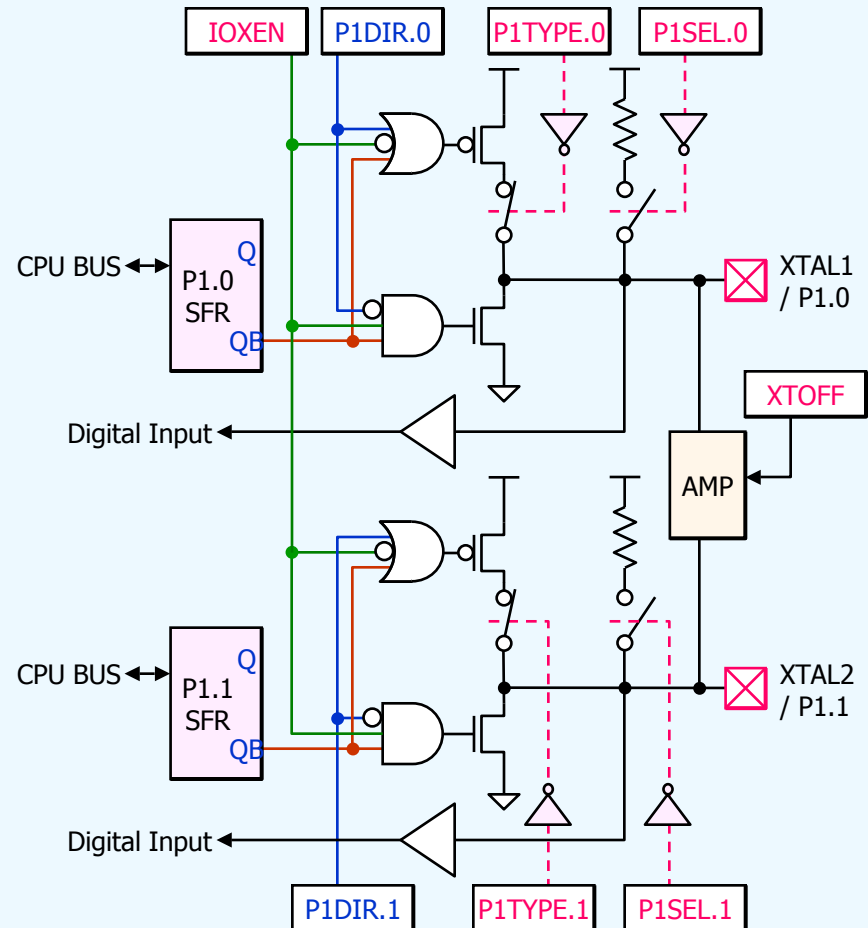 IOXEN
P1DIR.0
P1TYPE.0
P1SEL.0
CPU BUS
Q
P1.0
SFR
QB
XTAL1
/ P1.0
XTOFF
Digital Input
AMP
CPU BUS
Q
P1.1
SFR
QB
XTAL2
/ P1.1
Digital Input
P1DIR.1
P1TYPE.1
P1SEL.1